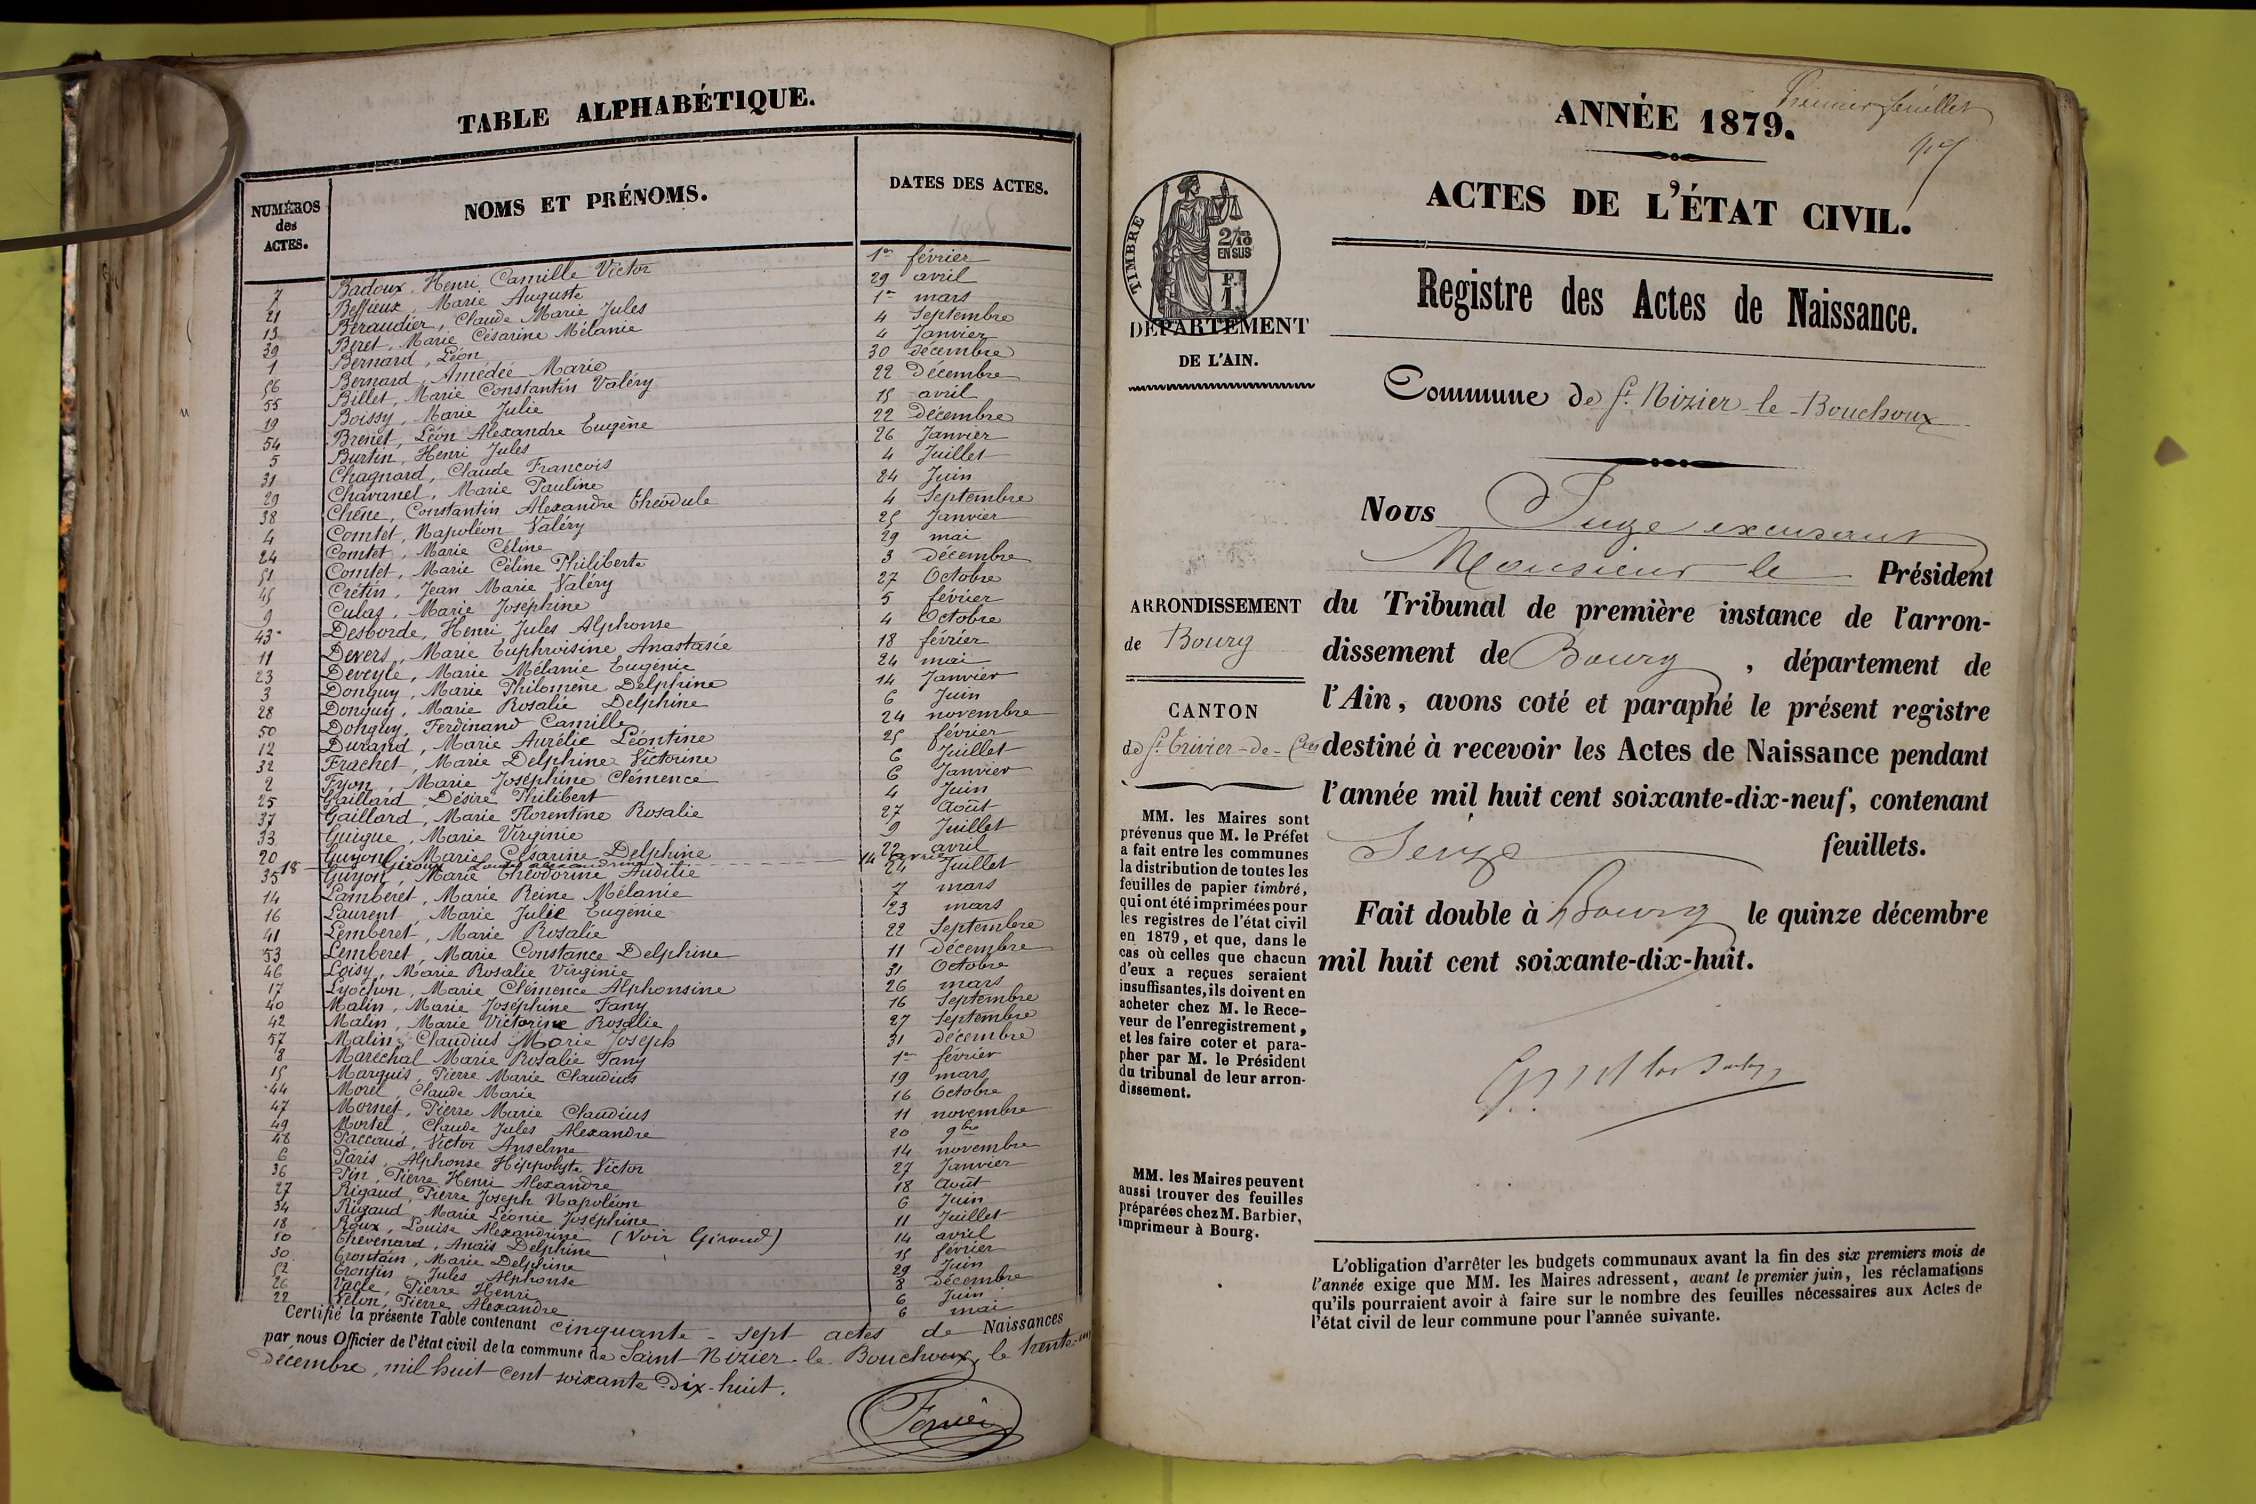 TABLE ALPHABÉTIQUE.
NUMÉROS des ACTES.
NOMS ET PRÉNOMS.
DATES DES ACTES.
7 Badoux, Henri Camille Victor 1er février
21 Beffieux, Marie Auguste 29 avril
13 Béraudier, Claude Marie Jules 1er mars
39 Béret, Marie Césarine Mélanie 4 Septembre
1 Bernard, Léon 4 Janvier
56 Bernard, Amédée Marie 30 décembre
55 Billet, Marie Constantin Valéry 22 Décembre
19 Boissy, Marie Julie 15 avril
54 Brenet, Léon Alexandre Eugène 22 décembre
5 Burtin, Henri Jules 26 Janvier
31 Chagnard, Claude François 4 Juillet
29 Chavanel, Marie Pauline 24 Juin
38 Chêne, Constantin Alexandre Théodule 4 Septembre
4 Comtet, Napoléon Valéry 25 Janvier
24 Comtet, Marie Céline 29 mai
51 Comtet, Marie Céline Philiberte 3 décembre
45 Crétin, Jean Marie Valéry 27 Octobre
9 Culas, Marie Joséphine 5 février
43 Desborde, Henri Jules Alphonse 4 Octobre
11 Devers, Marie Euphroisine Anastasie 18 février
23 Deveyle, Marie Mélanie Eugénie 24 mai
3 Donguy, Marie Philomène Delphine 14 Janvier
28 Donguy, Marie Rosalie Delphine 6 Juin
50 Donguy, Ferdinand Camille 24 novembre
12 Durand, Marie Aurélie Léontine 25 février
32 Frachet, Marie Delphine Victorine 6 Juillet
2 Fyon, Marie Joséphine Clémence 6 Janvier
25 Gaillard, Désiré Philibert 4 Juin
37 Gaillard, Marie Florentine Rosalie 27 Août
33 Guigue, Marie Virginie 9 Juillet
20 Guyon, Marie Césarine Delphine 22 avril
18 Giroud Louise alexandrine 14 avril
35 Guyon, Marie Théodorine Auditie 24 Juillet
14 Lambéret, Marie Reine Mélanie 7 mars
16 Laurent, Marie Julie Eugénie 23 mars
41 Lemberet, Marie Rosalie 22 Septembre
53 Lemberet, Marie Constance Delphine 11 décembre
46 Loisy, Marie Rosalie Virginie 31 Octobre
17 Lyochon, Marie Clémence Alphonsine 26 mars
40 Malin, Marie Joséphine Fany 16 Septembre
42 Malin, Marie Victorine Rosalie 27 Septembre
57 Malin, Claudius Marie Joseph 31 décembre
8 Maréchal Marie Rosalie Fany 1er février
15 Marquis, Pierre Marie Claudius 19 mars
44 Morel, Claude Marie 16 Octobre
47 Mornet, Pierre Marie Claudius 11 novembre
49 Mortel, Claude Jules Alexandre 20 9bre
48 Paccaud, Victor Anselme 14 novembre
6 Páris, Alphonse Hippolyte Victor 27 Janvier
36 Pin, Pierre Henri Alexandre 18 Août
27 Rigaud, Pierre Joseph Napoléon 6 Juin
34 Rigaud, Marie Léonie Joséphine 11 Juillet
18 Roux, Louise Alexandrine (Voir Giroud) 14 avril
10 Thévenard, Anaïs Delphine 15 février
30 Trontain, Marie Delphine 29 Juin
52 Trontin, Jules Alphonse 8 Décembre
26 Vacle, Pierre Henri 6 Juin
22 Velon, Pierre Alexandre 6 mai
Certifié la présente Table contenant cinquante-sept actes de Naissances
par nous Officier de l'état civil de la commune de Saint-Nizier-le-Bouchoux, le trente-un
décembre, mil huit cent soixante Dix-huit.
Premier feuillet
ANNÉE 1879.
ACTES DE L'ÉTAT CIVIL.
TIMBRE
2/10 EN SUS
F. 1.
DÉPARTEMENT
DE L'AIN.
Registre des Actes de Naissance.
Commune de St. Nizier-le-Bouchoux
Nous Juge excusant
Monsieur le Président
du Tribunal de première instance de l'arron-
dissement de Bourg, département de
l'Ain, avons coté et paraphé le présent registre
destiné à recevoir les Actes de Naissance pendant
l'année mil huit cent soixante-dix-neuf, contenant
Seize feuillets.
Fait double à Bourg le quinze décembre
mil huit cent soixante-dix-huit.
ARRONDISSEMENT
de Bourg
CANTON
de St. Trivier-de-Ctes
MM. les Maires sont
prévenus que M. le Préfet
a fait entre les communes
la distribution de toutes les
feuilles de papier timbré,
qui ont été imprimées pour
les registres de l'état civil
en 1879, et que, dans le
cas où celles que chacun
d'eux a reçues seraient
insuffisantes, ils doivent en
acheter chez M. le Rece-
veur de l'enregistrement,
et les faire coter et para-
pher par M. le Président
du tribunal de leur arron-
dissement.
MM. les Maires peuvent
aussi trouver des feuilles
préparées chez M. Barbier,
imprimeur à Bourg.
L'obligation d'arrêter les budgets communaux avant la fin des six premiers mois de
l'année exige que MM. les Maires adressent, avant le premier juin, les réclamations
qu'ils pourraient avoir à faire sur le nombre des feuilles nécessaires aux Actes de
l'état civil de leur commune pour l'année suivante.